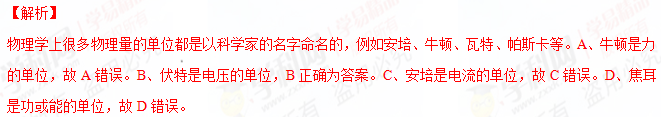 【解析】
物理学上很多物理量的单位都是以科学家的名字命名的，例如安培、牛顿、瓦特、帕斯卡等。A、牛顿是力
的单位，故 A 错误。B、伏特是电压的单位，B 正确为答案。C、安培是电流的单位，故 C 错误。D、焦耳
是功或能的单位，故 D 错误。